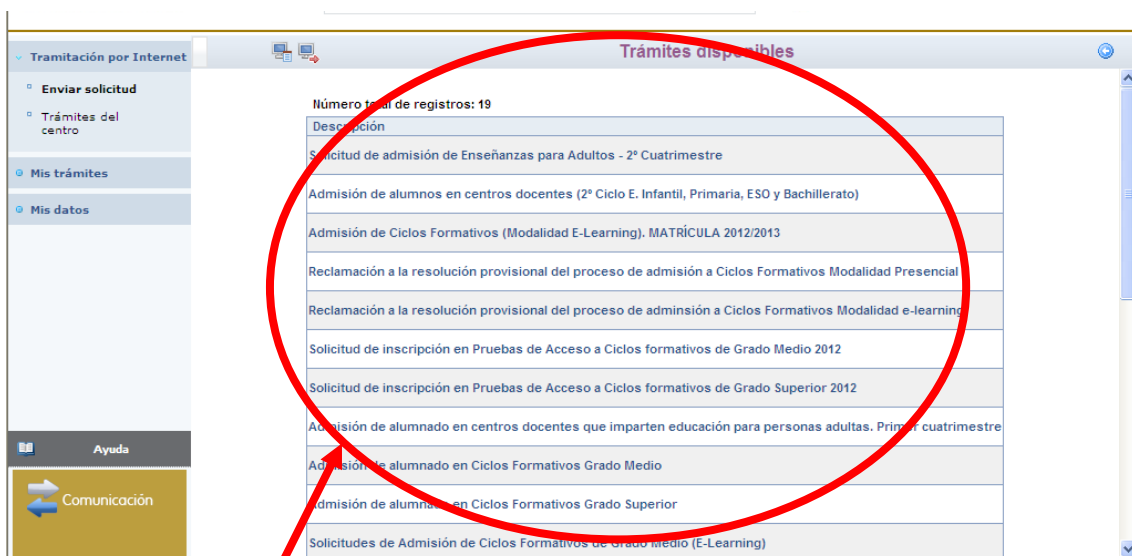 Trámites disponibles
Tramitación por Internet
Enviar solicitud
Trámites del
centro
Mis trámites
Mis datos
Ayuda
Comunicación
Número total de registros: 19
Descripción
Solicitud de admisión de Enseñanzas para Adultos - 2º Cuatrimestre
Admisión de alumnos en centros docentes (2º Ciclo E. Infantil, Primaria, ESO y Bachillerato)
Admisión de Ciclos Formativos (Modalidad E-Learning). MATRÍCULA 2012/2013
Reclamación a la resolución provisional del proceso de admisión a Ciclos Formativos Modalidad Presencial
Reclamación a la resolución provisional del proceso de adminsión a Ciclos Formativos Modalidad e-learning
Solicitud de inscripción en Pruebas de Acceso a Ciclos formativos de Grado Medio 2012
Solicitud de inscripción en Pruebas de Acceso a Ciclos formativos de Grado Superior 2012
Admisión de alumnado en centros docentes que imparten educación para personas adultas. Primer cuatrimestre
Admisión de alumnado en Ciclos Formativos Grado Medio
Admisión de alumnado en Ciclos Formativos Grado Superior
Solicitudes de Admisión de Ciclos Formativos de Grado Medio (E-Learning)